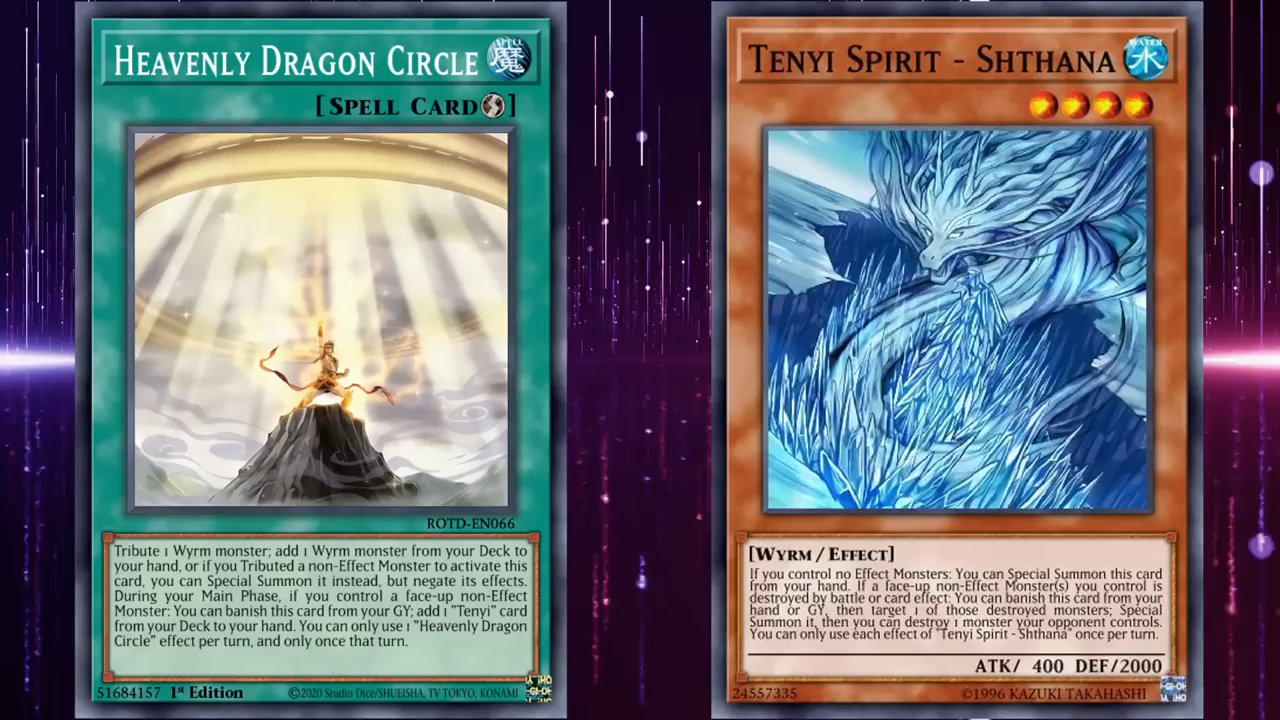 HEAVENLY DRAGON CIRCLE
SPELL
魔
[SPELL CARD]
ROTD-EN066
Tribute 1 Wyrm monster; add 1 Wyrm monster from your Deck to
your hand, or if you Tributed a non-Effect Monster to activate this
card, you can Special Summon it instead, but negate its effects.
During your Main Phase, if you control a face-up non-Effect
Monster: You can banish this card from your GY; add 1 "Tenyi" card
from your Deck to your hand. You can only use 1 "Heavenly Dragon
Circle" effect per turn, and only once that turn.
51684157 1st Edition
©2020 Studio Dice/SHUEISHA, TV TOKYO, KONAMI
TENYI SPIRIT - SHTHANA
WATER
水
[WYRM / EFFECT]
If you control no Effect Monsters: You can Special Summon this card
from your hand. If a face-up non-Effect Monster(s) you control is
destroyed by battle or card effect: You can banish this card from your
hand or GY, then target 1 of those destroyed monsters; Special
Summon it, then you can destroy 1 monster your opponent controls.
You can only use each effect of "Tenyi Spirit - Shthana" once per turn.
ATK/ 400 DEF/2000
24557335
©1996 KAZUKI TAKAHASHI